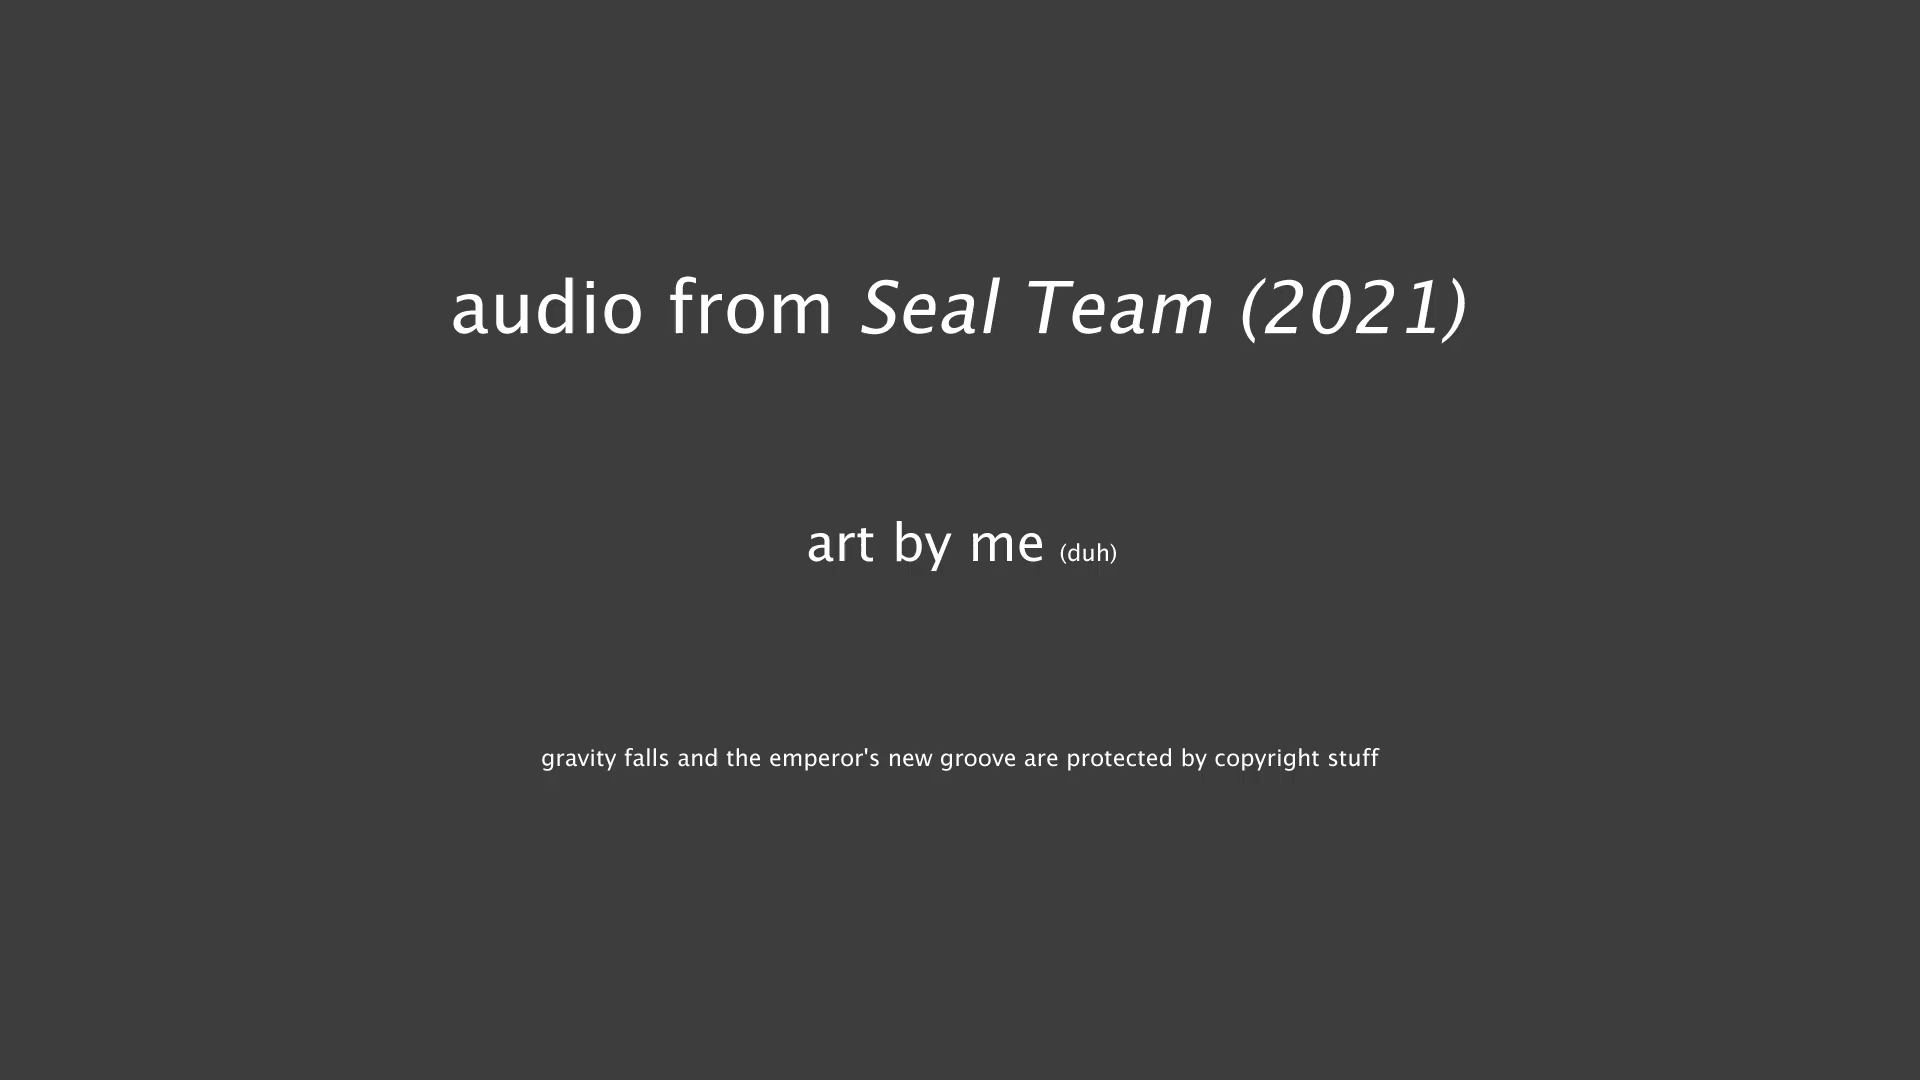 audio from Seal Team (2021)
art by me (duh)
gravity falls and the emperor's new groove are protected by copyright stuff